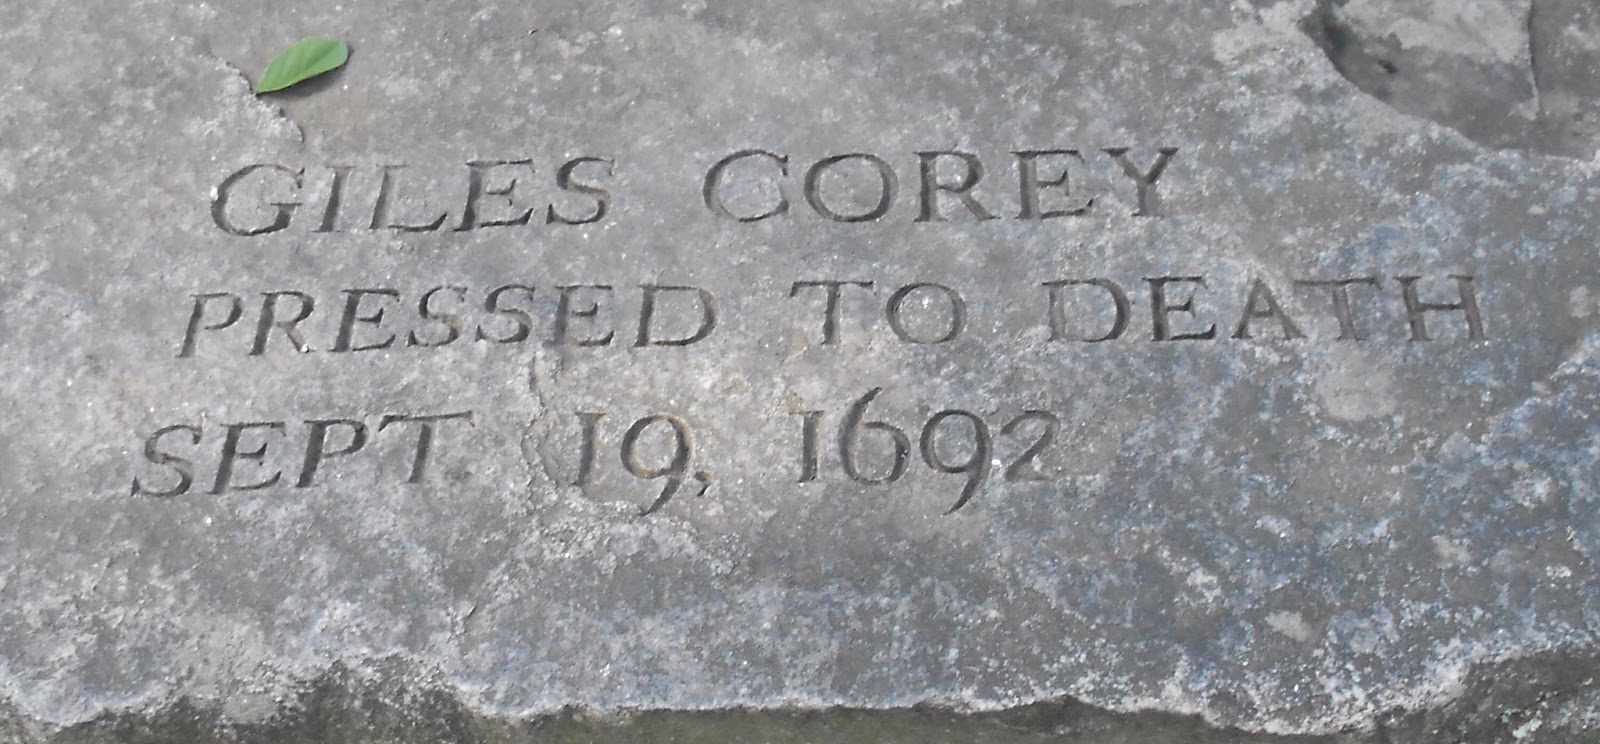 GILES COREY
PRESSED TO DEATH
SEPT 19, 1692